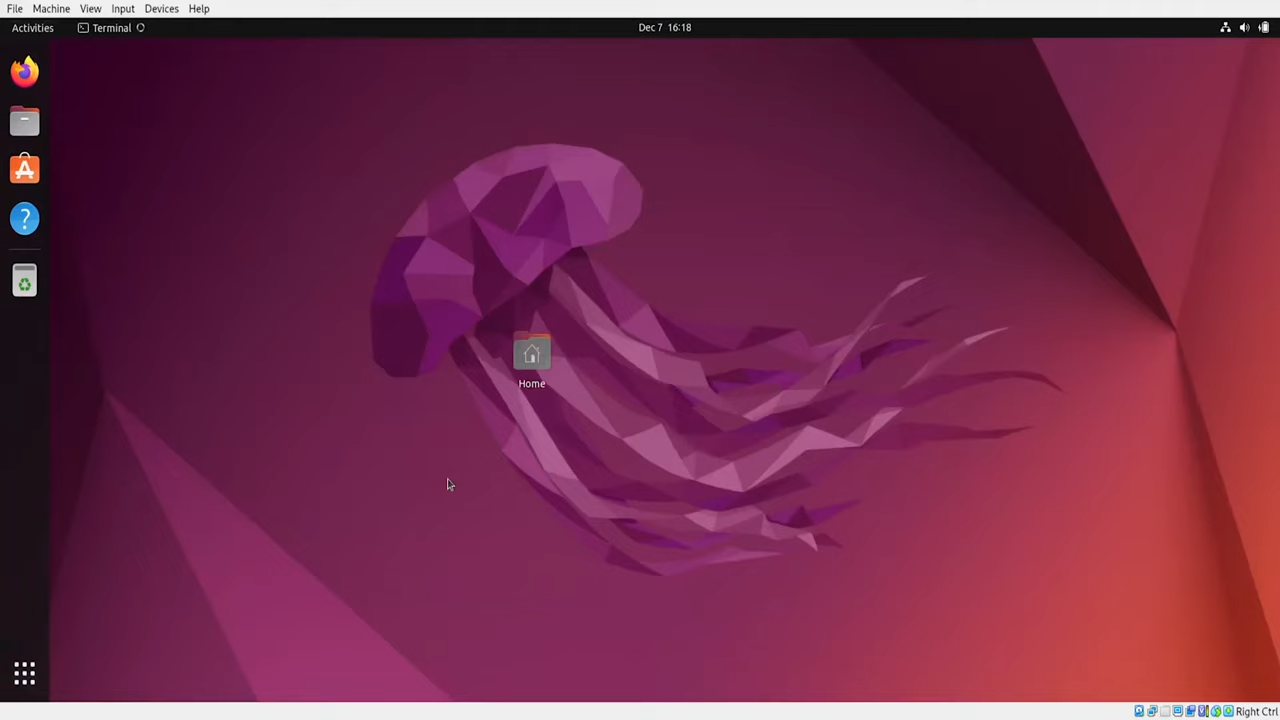 File Machine View Input Devices Help
Activities Terminal Dec 7 16:18
Home
Right Ctrl